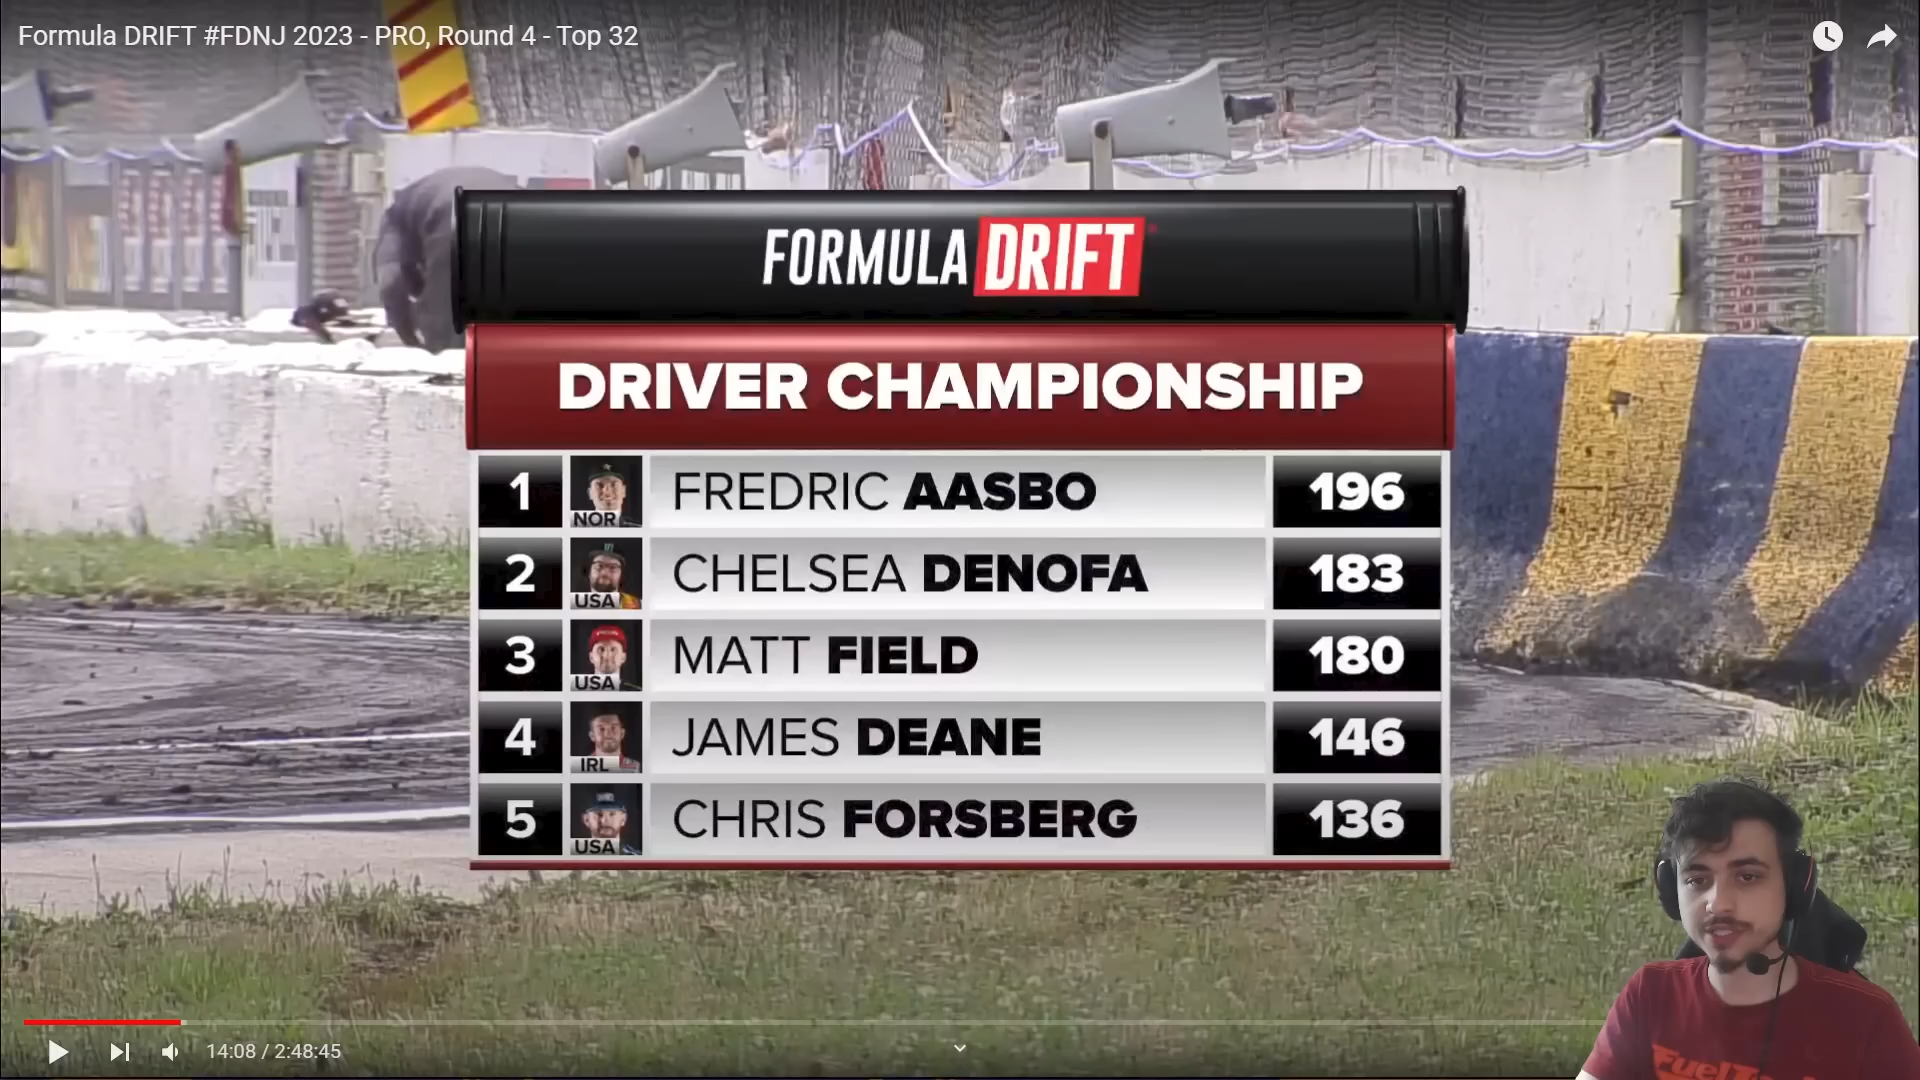 Formula DRIFT #FDNJ 2023 - PRO, Round 4 - Top 32
FORMULA DRIFT
DRIVER CHAMPIONSHIP
1 NOR FREDRIC AASBO 196
2 USA CHELSEA DENOFA 183
3 USA MATT FIELD 180
4 IRL JAMES DEANE 146
5 USA CHRIS FORSBERG 136
14:08 / 2:48:45